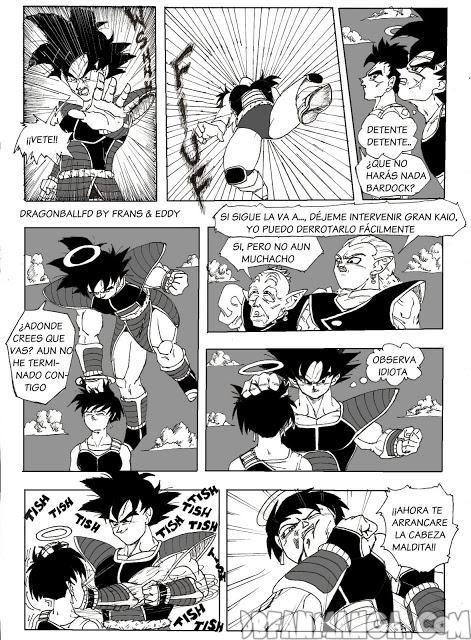 ¡¡VETE!!
FIUFF
DETENTE
DETENTE..
¿QUE NO
HARÁS NADA
BARDOCK?
DRAGONBALLFD BY FRANS & EDDY
SI SIGUE LA VA A..., DÉJEME INTERVENIR GRAN KAIO,
YO PUEDO DERROTARLO FÁCILMENTE
SI, PERO NO AUN
MUCHACHO
¿ADONDE
CREES QUE
VAS? AUN NO
HE TERMI-
NADO CON-
TIGO
OBSERVA
IDIOTA
TISH
TISH
TISH
TISH
TISH
TISH
TISH
TISH
TISH
¡¡AHORA TE
ARRANCARE
LA CABEZA
MALDITA!!